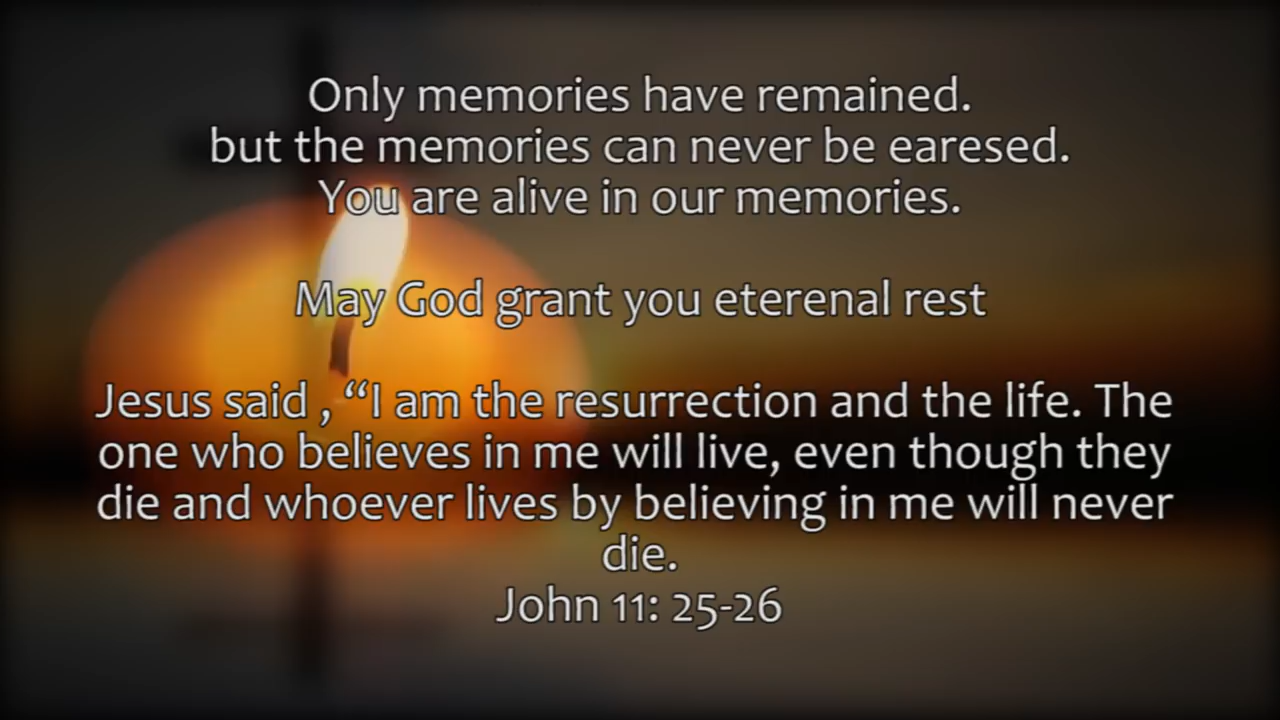 Only memories have remained.
but the memories can never be earesed.
You are alive in our memories.
May God grant you eterenal rest
Jesus said , “I am the resurrection and the life. The
one who believes in me will live, even though they
die and whoever lives by believing in me will never
die.
John 11: 25-26